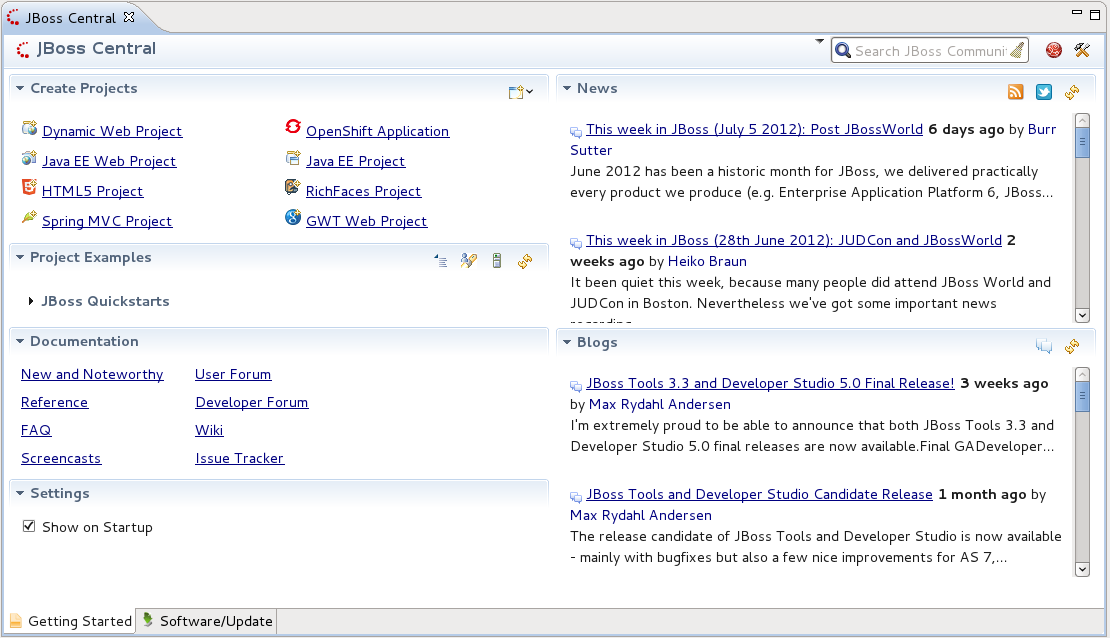 JBoss Central
JBoss Central
Search JBoss Communi
Create Projects
Dynamic Web Project
OpenShift Application
Java EE Web Project
Java EE Project
HTML5 Project
RichFaces Project
Spring MVC Project
GWT Web Project
Project Examples
JBoss Quickstarts
Documentation
New and Noteworthy
User Forum
Reference
Developer Forum
FAQ
Wiki
Screencasts
Issue Tracker
Settings
Show on Startup
News
This week in JBoss (July 5 2012): Post JBossWorld 6 days ago by Burr
Sutter
June 2012 has been a historic month for JBoss, we delivered practically
every product we produce (e.g. Enterprise Application Platform 6, JBoss...
This week in JBoss (28th June 2012): JUDCon and JBossWorld 2
weeks ago by Heiko Braun
It been quiet this week, because many people did attend JBoss World and
JUDCon in Boston. Nevertheless we've got some important news
Blogs
JBoss Tools 3.3 and Developer Studio 5.0 Final Release! 3 weeks ago
by Max Rydahl Andersen
I'm extremely proud to be able to announce that both JBoss Tools 3.3 and
Developer Studio 5.0 final releases are now available.Final GADeveloper...
JBoss Tools and Developer Studio Candidate Release 1 month ago by
Max Rydahl Andersen
The release candidate of JBoss Tools and Developer Studio is now available
- mainly with bugfixes but also a few nice improvements for AS 7,...
Getting Started
Software/Update